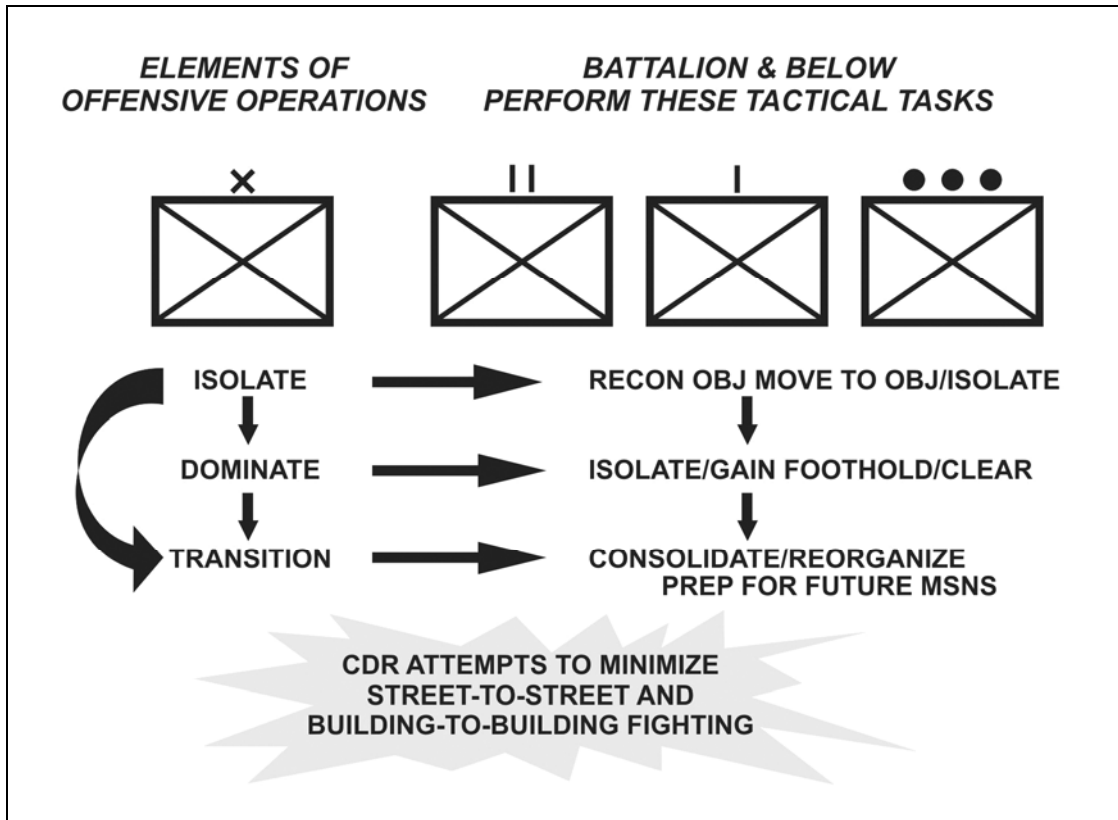 ELEMENTS OF
OFFENSIVE OPERATIONS
BATTALION & BELOW
PERFORM THESE TACTICAL TASKS
ISOLATE
RECON OBJ MOVE TO OBJ/ISOLATE
DOMINATE
ISOLATE/GAIN FOOTHOLD/CLEAR
TRANSITION
CONSOLIDATE/REORGANIZE
PREP FOR FUTURE MSNS
CDR ATTEMPTS TO MINIMIZE
STREET-TO-STREET AND
BUILDING-TO-BUILDING FIGHTING